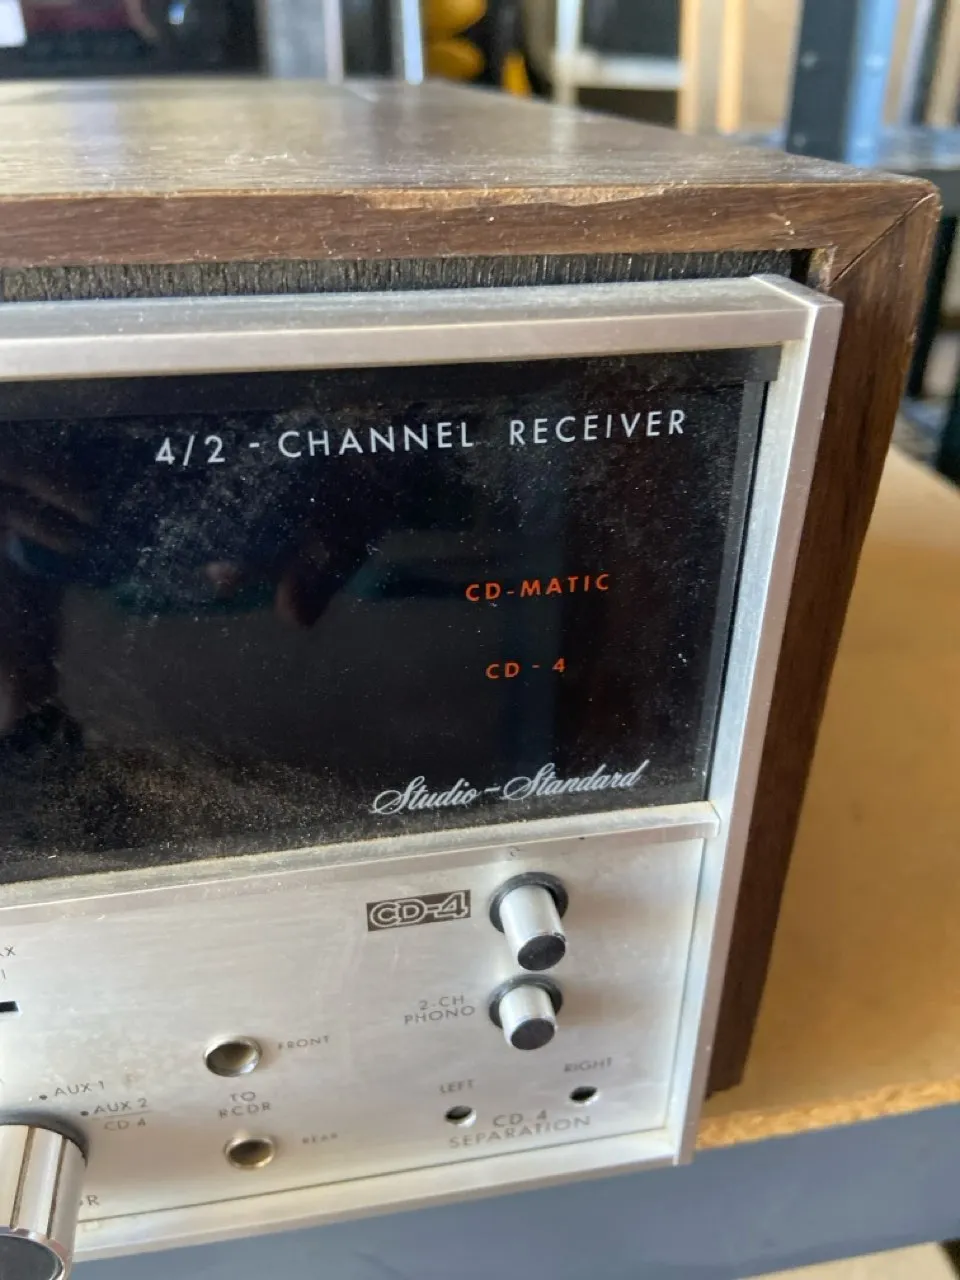 4/2 - CHANNEL RECEIVER
CD-MATIC
CD - 4
Studio-Standard
CD-4
2-CH
PHONO
FRONT
AUX 1
AUX 2
CD 4
TO
RCDR
REAR
LEFT
RIGHT
CD 4
SEPARATION